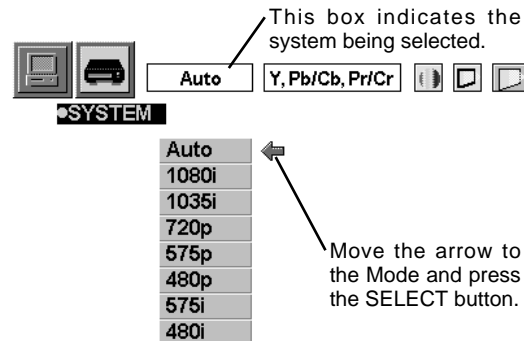 This box indicates the
system being selected.
Auto
Y, Pb/Cb, Pr/Cr
●SYSTEM
Auto
1080i
1035i
720p
575p
480p
575i
480i
Move the arrow to
the Mode and press
the SELECT button.